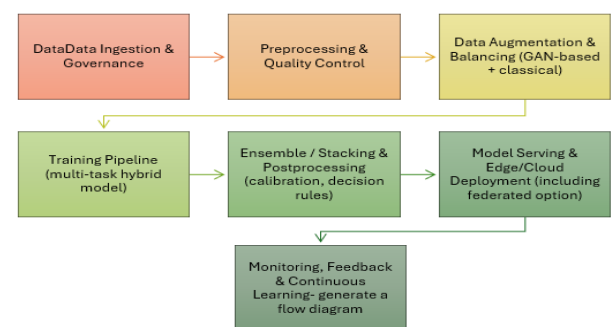 DataData Ingestion &
Governance
Preprocessing &
Quality Control
Data Augmentation &
Balancing (GAN-based
+ classical)
Training Pipeline
(multi-task hybrid
model)
Ensemble / Stacking &
Postprocessing
(calibration, decision
rules)
Model Serving &
Edge/Cloud
Deployment (including
federated option)
Monitoring, Feedback
& Continuous
Learning- generate a
flow diagram